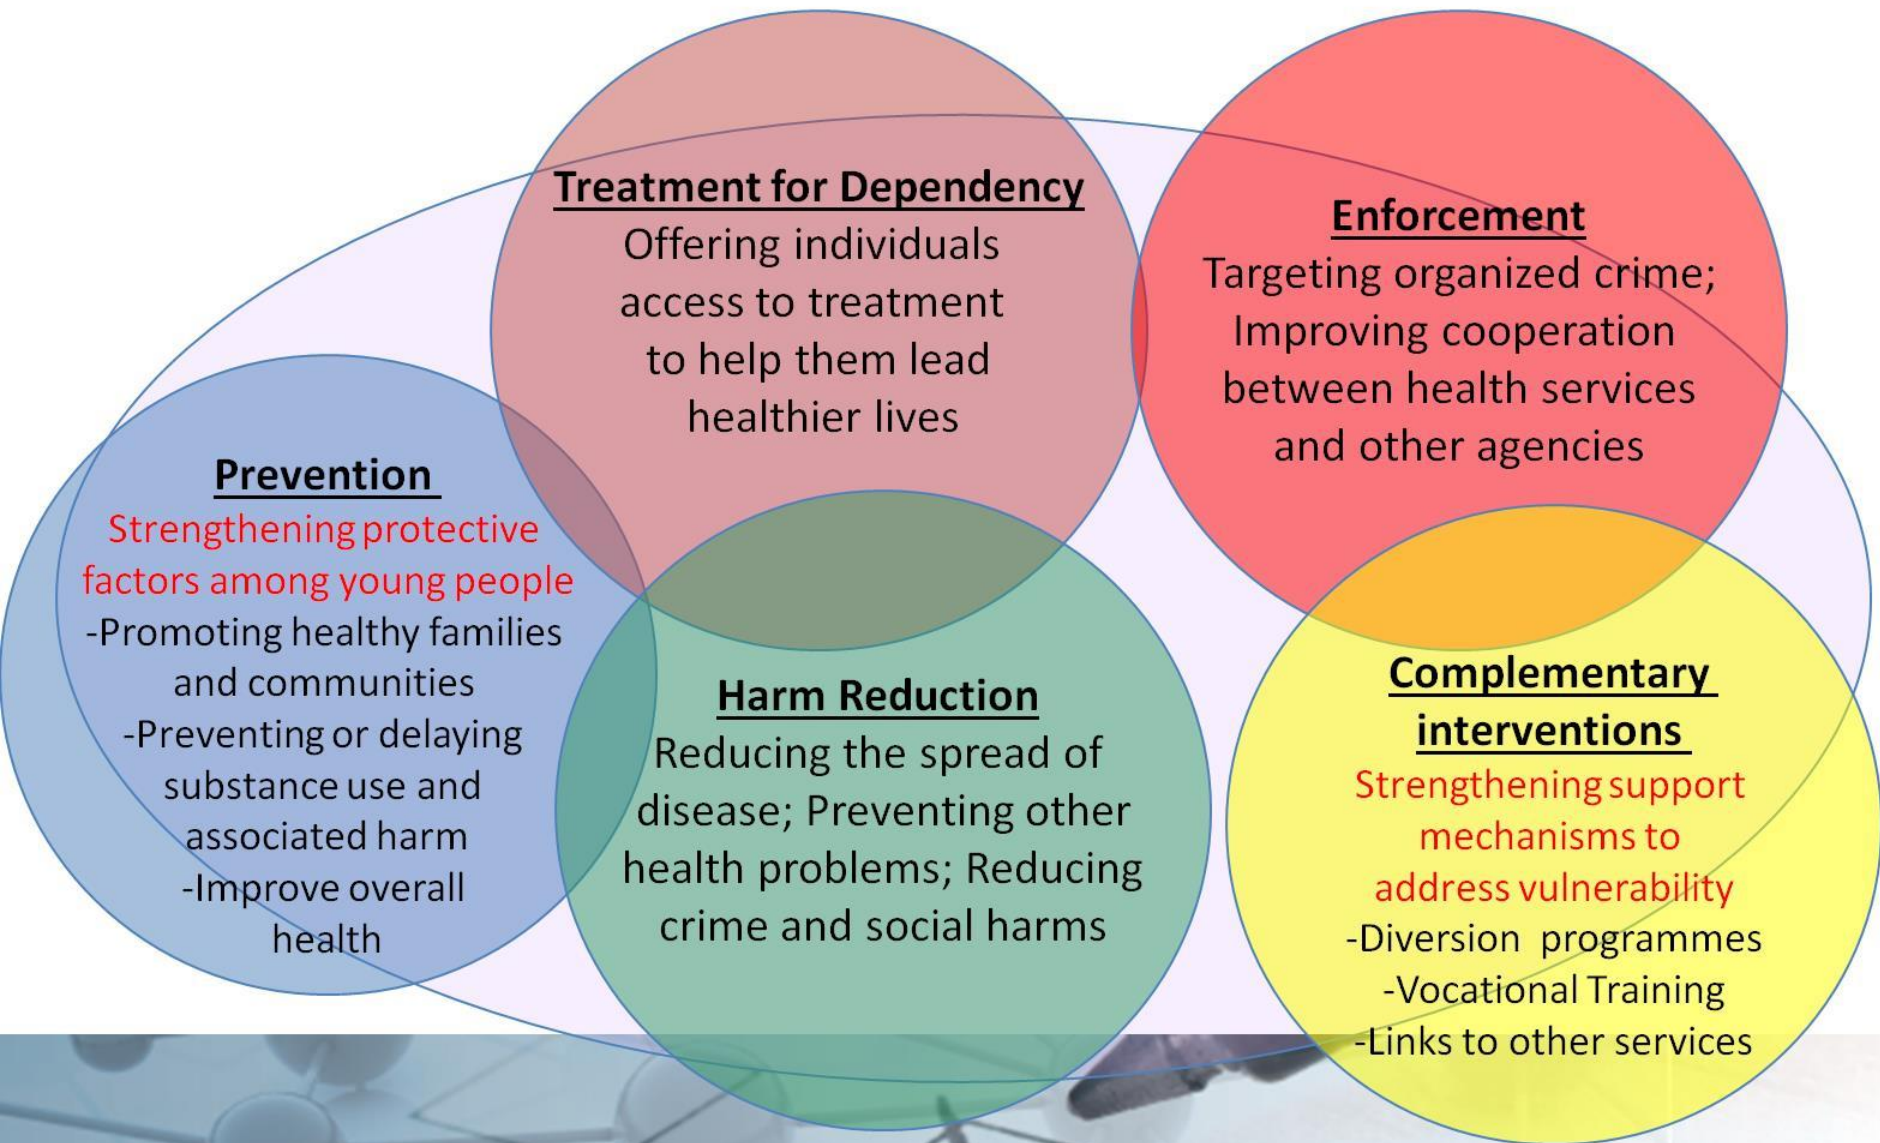 Treatment for Dependency
Offering individuals
access to treatment
to help them lead
healthier lives
Enforcement
Targeting organized crime;
Improving cooperation
between health services
and other agencies
Prevention
Strengthening protective
factors among young people
-Promoting healthy families
and communities
-Preventing or delaying
substance use and
associated harm
-Improve overall
health
Harm Reduction
Reducing the spread of
disease; Preventing other
health problems; Reducing
crime and social harms
Complementary
interventions
Strengthening support
mechanisms to
address vulnerability
-Diversion programmes
-Vocational Training
-Links to other services